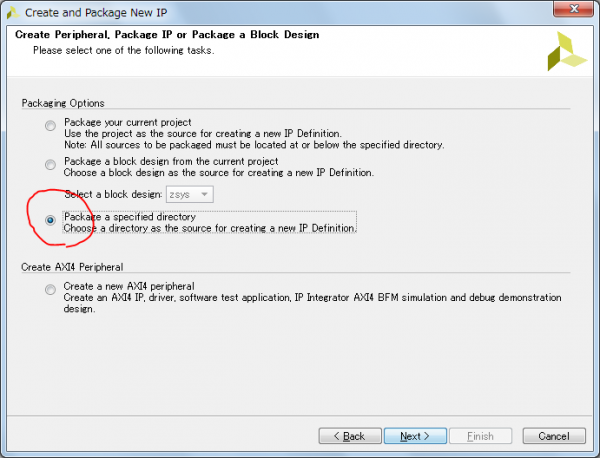 Create and Package New IP
Create Peripheral, Package IP or Package a Block Design
Please select one of the following tasks.
Packaging Options
Package your current project
Use the project as the source for creating a new IP Definition.
Note: All sources to be packaged must be located at or below the specified directory.
Package a block design from the current project
Choose a block design as the source for creating a new IP Definition.
Select a block design: zsys
Package a specified directory
Choose a directory as the source for creating a new IP Definition.
Create AXI4 Peripheral
Create a new AXI4 peripheral
Create an AXI4 IP, driver, software test application, IP Integrator AXI4 BFM simulation and debug demonstration
design.
< Back Next > Finish Cancel